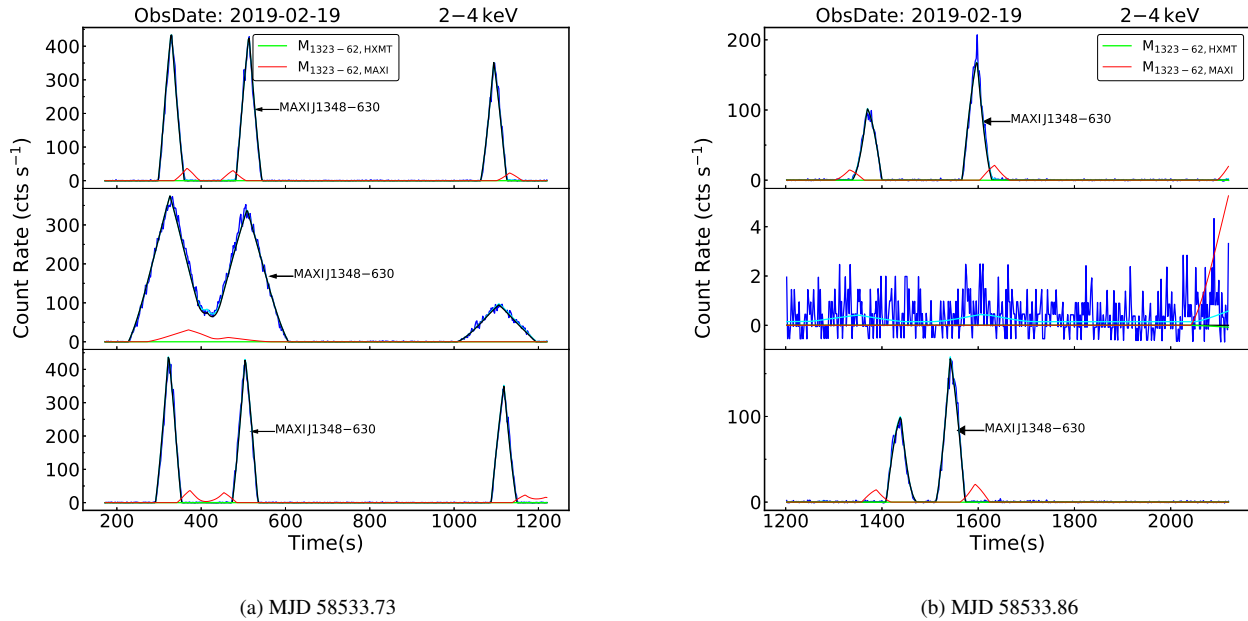 ObsDate: 2019-02-19 2−4 keV
Count Rate (cts s⁻¹)
400
300
200
100
0
M1323−62, HXMT
M1323−62, MAXI
MAXI J1348−630
300
200
100
0
MAXI J1348−630
400
300
200
100
0
MAXI J1348−630
200 400 600 800 1000 1200
Time(s)
(a) MJD 58533.73
ObsDate: 2019-02-19 2−4 keV
Count Rate (cts s⁻¹)
200
100
0
M1323−62, HXMT
M1323−62, MAXI
MAXI J1348−630
4
2
0
100
0
MAXI J1348−630
1200 1400 1600 1800 2000
Time(s)
(b) MJD 58533.86